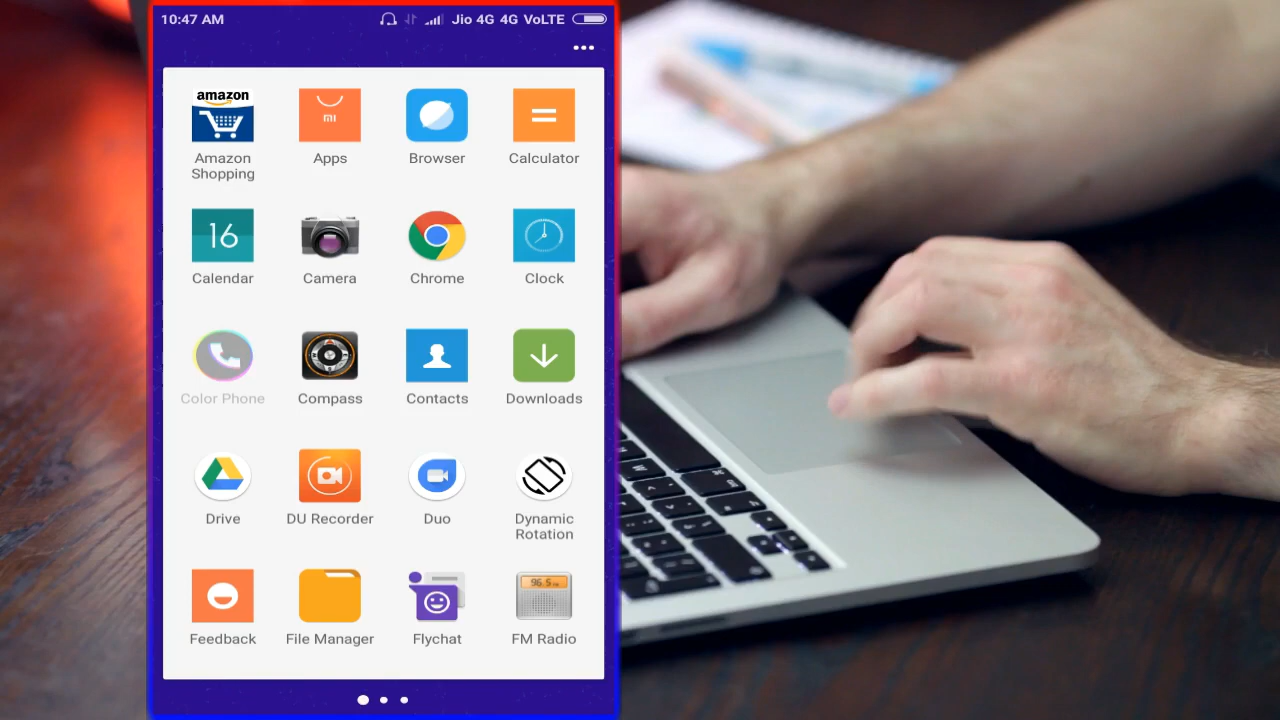 10:47 AM Jio 4G 4G VoLTE
amazon
mi
Amazon Shopping
Apps
Browser
Calculator
16
Calendar
Camera
Chrome
Clock
Color Phone
Compass
Contacts
Downloads
Drive
DU Recorder
Duo
Dynamic Rotation
96.5
Feedback
File Manager
Flychat
FM Radio